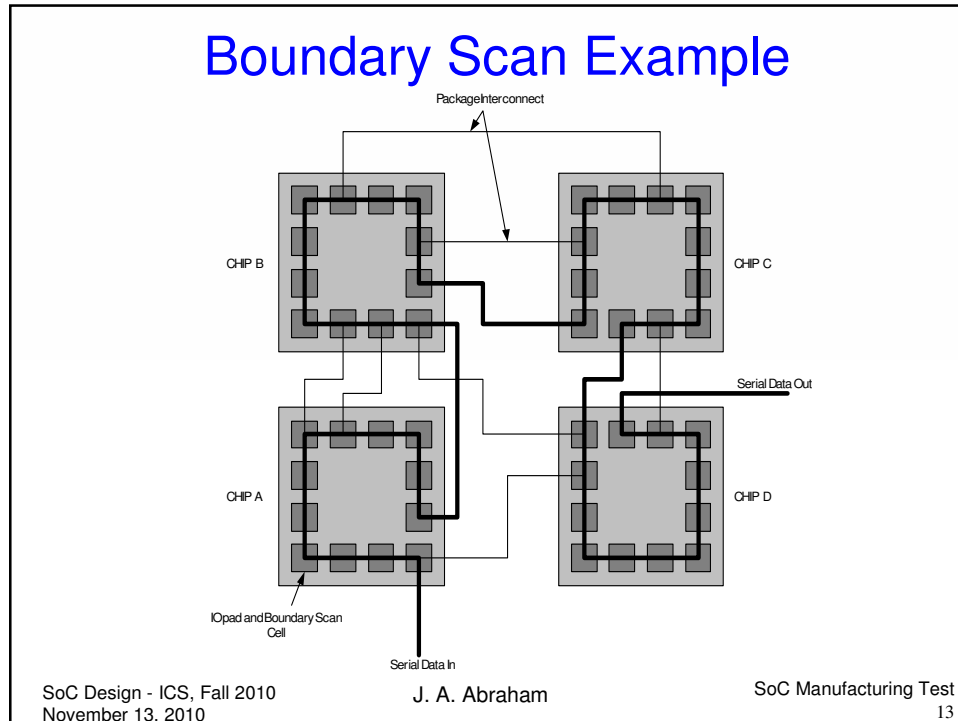 Boundary Scan Example
PackageInterconnect
CHIP B
CHIP C
Serial Data Out
CHIP A
CHIP D
IOpad and Boundary Scan
Cell
Serial Data In
SoC Design - ICS, Fall 2010
November 13, 2010
J. A. Abraham
SoC Manufacturing Test
13